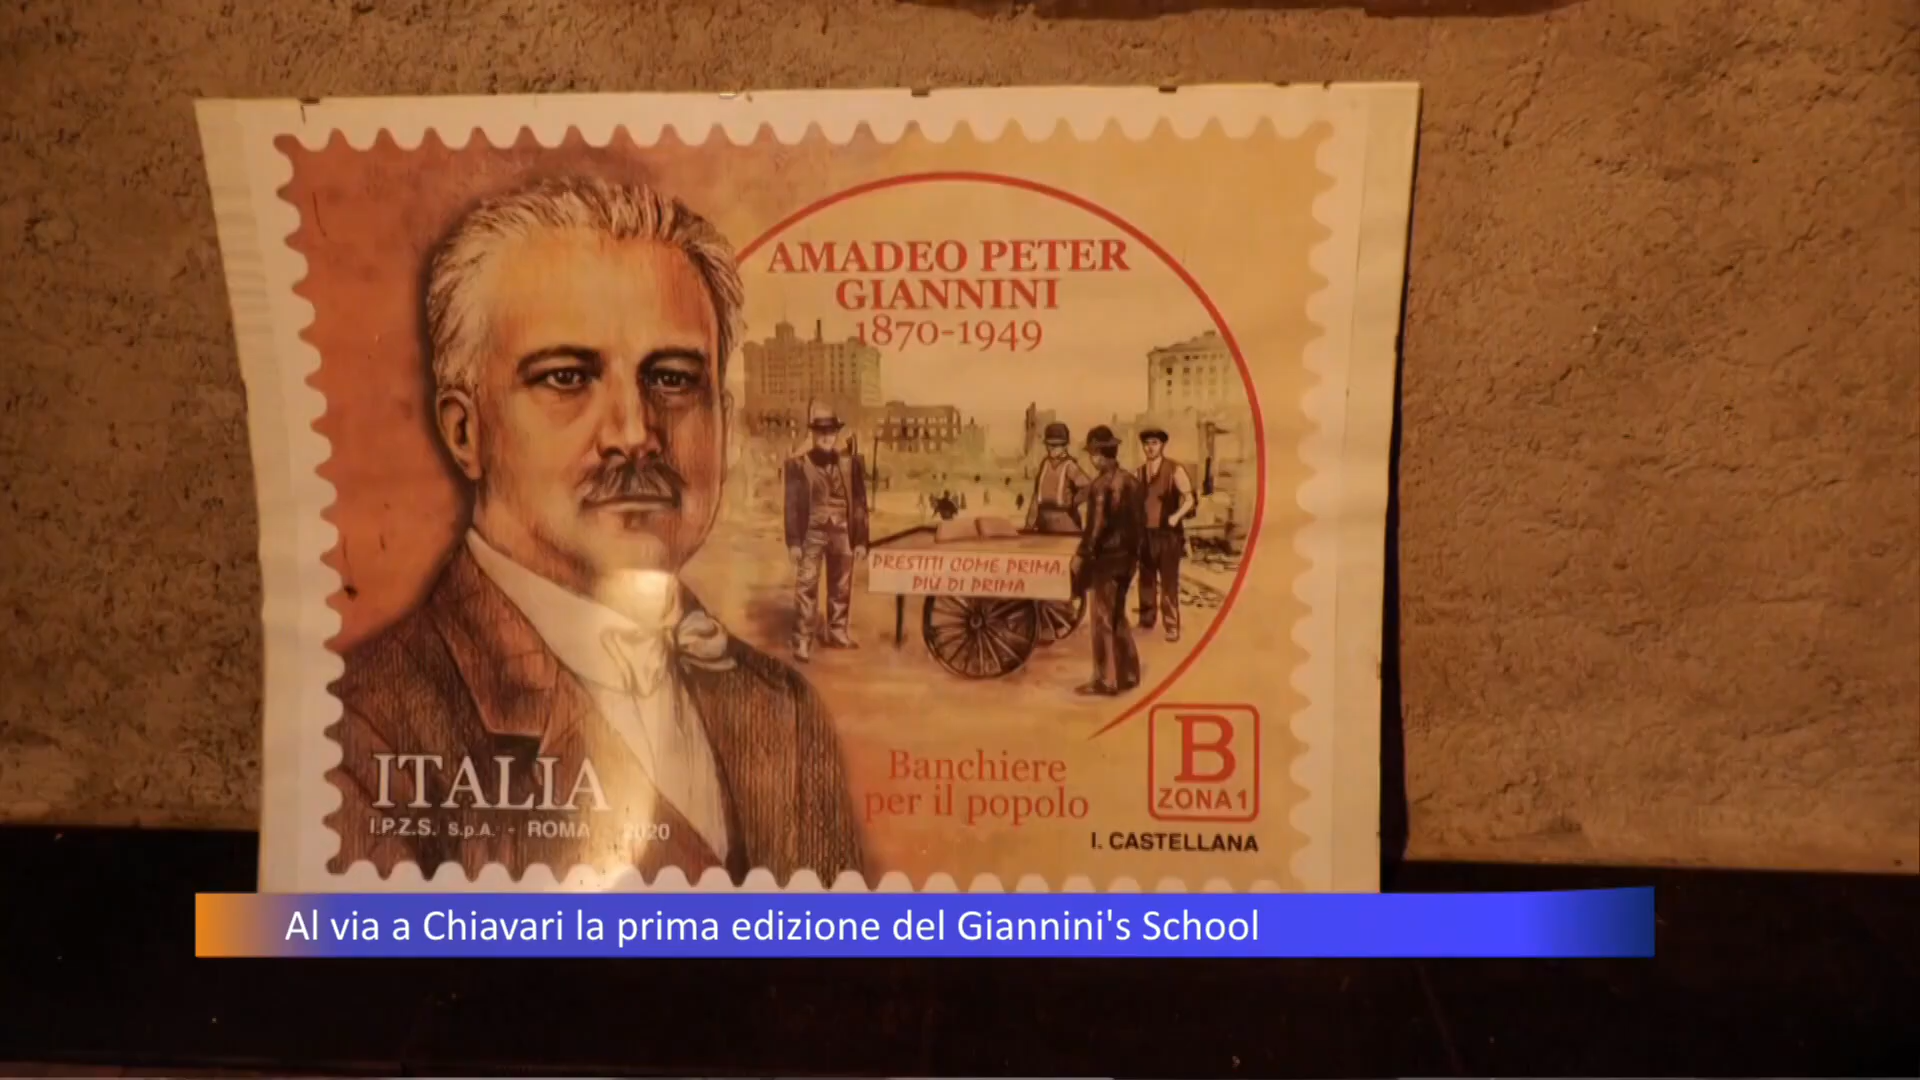 AMADEO PETER
GIANNINI
1870-1949
PRESTITI COME PRIMA,
PIÙ DI PRIMA
Banchiere
per il popolo
B
ZONA 1
ITALIA
I.P.Z.S. S.p.A. - ROMA - 2020
I. CASTELLANA
Al via a Chiavari la prima edizione del Giannini's School